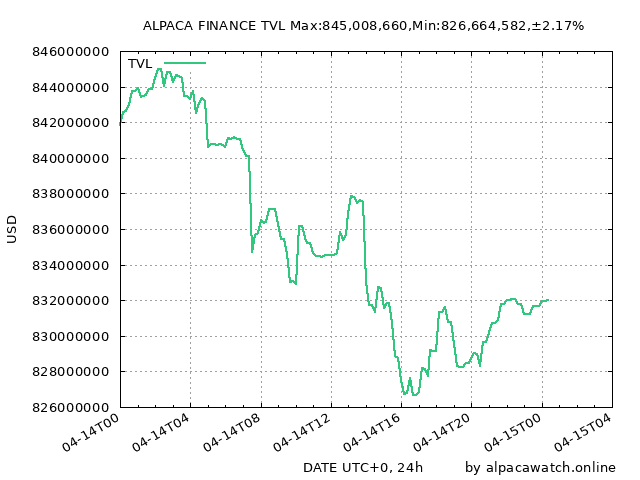 ALPACA FINANCE TVL Max:845,008,660,Min:826,664,582,±2.17%
846000000
TVL
844000000
842000000
840000000
838000000
836000000
834000000
832000000
830000000
828000000
826000000
USD
04-14T00
04-14T04
04-14T08
04-14T12
04-14T16
04-14T20
04-15T00
04-15T04
DATE UTC+0, 24h
by alpacawatch.online